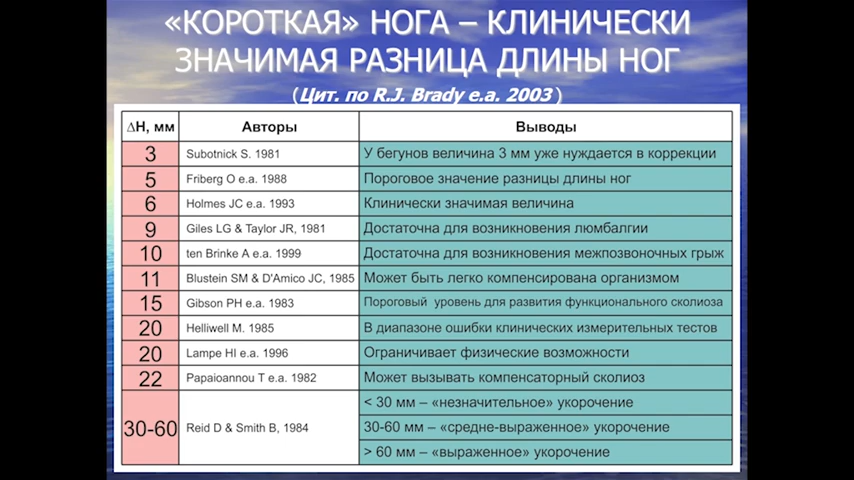 «КОРОТКАЯ» НОГА – КЛИНИЧЕСКИ
ЗНАЧИМАЯ РАЗНИЦА ДЛИНЫ НОГ
(Цит. по R.J. Brady e.a. 2003 )
∆H, мм Авторы Выводы
3 Subotnick S. 1981 У бегунов величина 3 мм уже нуждается в коррекции
5 Friberg O e.a. 1988 Пороговое значение разницы длины ног
6 Holmes JC e.a. 1993 Клинически значимая величина
9 Giles LG & Taylor JR, 1981 Достаточна для возникновения люмбалгии
10 ten Brinke A e.a. 1999 Достаточна для возникновения межпозвоночных грыж
11 Blustein SM & D'Amico JC, 1985 Может быть легко компенсирована организмом
15 Gibson PH e.a. 1983 Пороговый уровень для развития функционального сколиоза
20 Helliwell M. 1985 В диапазоне ошибки клинических измерительных тестов
20 Lampe HI e.a. 1996 Ограничивает физические возможности
22 Papaioannou T e.a. 1982 Может вызывать компенсаторный сколиоз
30-60 Reid D & Smith B, 1984 < 30 мм – «незначительное» укорочение
30-60 мм – «средне-выраженное» укорочение
> 60 мм – «выраженное» укорочение